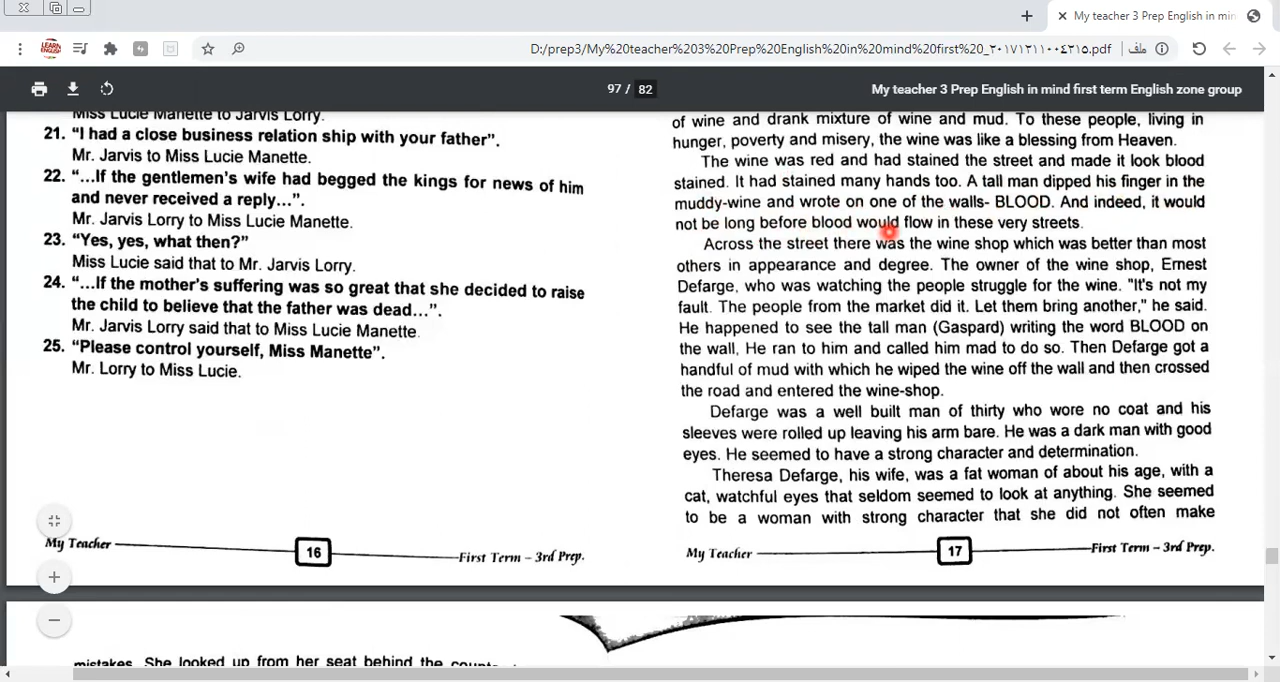 My teacher 3 Prep English in min
D:/prep3/My%20teacher%203%20Prep%20English%20in%20mind%20first%20_٢٠١٧١٢١١٠٠٤٢١٥.pdf
ملف
97 / 82
My teacher 3 Prep English in mind first term English zone group
Miss Lucie Manette to Jarvis Lorry.
21. "I had a close business relation ship with your father".
Mr. Jarvis to Miss Lucie Manette.
22. "...If the gentlemen's wife had begged the kings for news of him
and never received a reply...".
Mr. Jarvis Lorry to Miss Lucie Manette.
23. "Yes, yes, what then?"
Miss Lucie said that to Mr. Jarvis Lorry.
24. "...If the mother's suffering was so great that she decided to raise
the child to believe that the father was dead...".
Mr. Jarvis Lorry said that to Miss Lucie Manette.
25. "Please control yourself, Miss Manette".
Mr. Lorry to Miss Lucie.
My Teacher
16
First Term – 3rd Prep.
of wine and drank mixture of wine and mud. To these people, living in
hunger, poverty and misery, the wine was like a blessing from Heaven.
The wine was red and had stained the street and made it look blood
stained. It had stained many hands too. A tall man dipped his finger in the
muddy-wine and wrote on one of the walls- BLOOD. And indeed, it would
not be long before blood would flow in these very streets.
Across the street there was the wine shop which was better than most
others in appearance and degree. The owner of the wine shop, Ernest
Defarge, who was watching the people struggle for the wine. "It's not my
fault. The people from the market did it. Let them bring another," he said.
He happened to see the tall man (Gaspard) writing the word BLOOD on
the wall, He ran to him and called him mad to do so. Then Defarge got a
handful of mud with which he wiped the wine off the wall and then crossed
the road and entered the wine-shop.
Defarge was a well built man of thirty who wore no coat and his
sleeves were rolled up leaving his arm bare. He was a dark man with good
eyes. He seemed to have a strong character and determination.
Theresa Defarge, his wife, was a fat woman of about his age, with a
cat, watchful eyes that seldom seemed to look at anything. She seemed
to be a woman with strong character that she did not often make
My Teacher
17
First Term – 3rd Prep.
mistakes. She looked up from her seat behind the